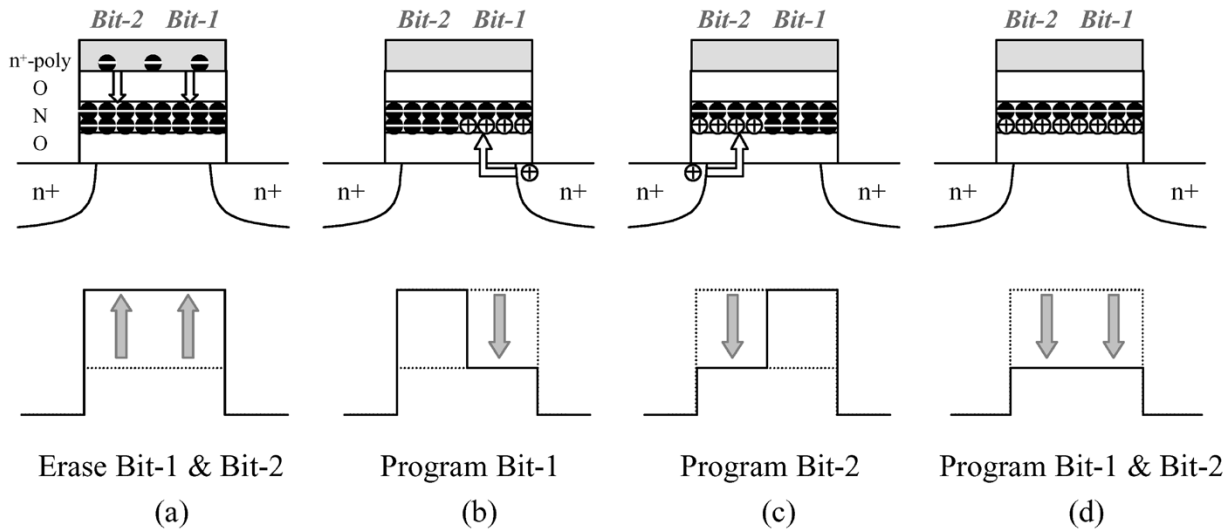 Bit-2 Bit-1 Bit-2 Bit-1 Bit-2 Bit-1 Bit-2 Bit-1
n⁺-poly
O
N
O
n+ n+ n+ n+ n+ n+ n+ n+
Erase Bit-1 & Bit-2 Program Bit-1 Program Bit-2 Program Bit-1 & Bit-2
(a) (b) (c) (d)